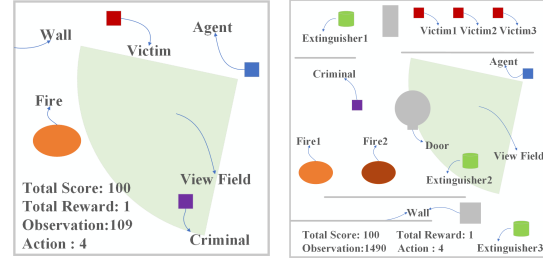 Wall
Victim
Agent
Fire
View Field
Total Score: 100
Total Reward: 1
Observation:109
Action : 4
Criminal
Extinguisher1
Victim1 Victim2 Victim3
Agent
Criminal
Door
Fire1
Fire2
View Field
Extinguisher2
Wall
Total Score: 100 Total Reward: 1
Observation:1490 Action : 4
Extinguisher3